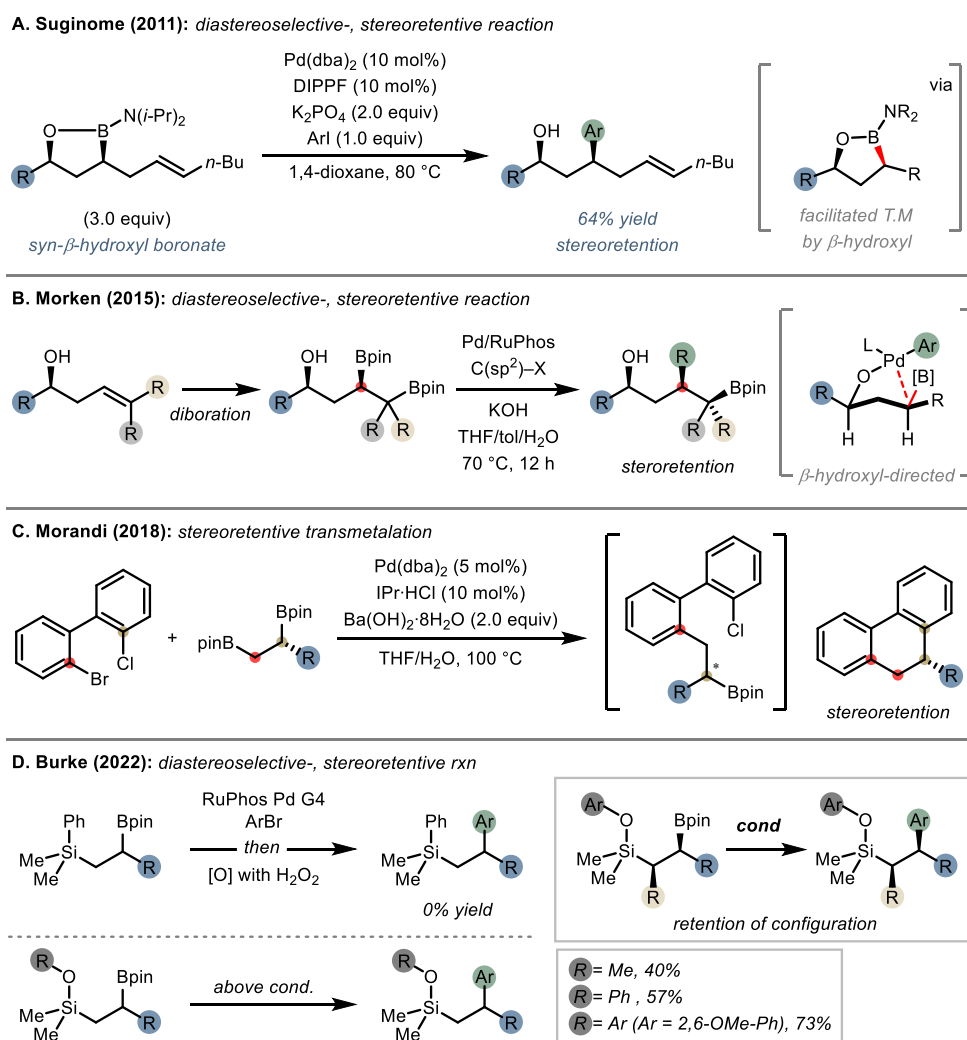 A. Suginome (2011): diastereoselective-, stereoretentive reaction
Pd(dba)2 (10 mol%)
DIPPF (10 mol%)
K2PO4 (2.0 equiv)
ArI (1.0 equiv)
1,4-dioxane, 80 °C
O
B
N(i-Pr)2
R
n-Bu
(3.0 equiv)
syn-β-hydroxyl boronate
OH
Ar
R
n-Bu
64% yield
stereoretention
via
NR2
O
B
R
R
facilitated T.M
by β-hydroxyl
B. Morken (2015): diastereoselective-, stereoretentive reaction
OH
R
R
R
diboration
OH
Bpin
Bpin
R
R
R
Pd/RuPhos
C(sp2)–X
KOH
THF/tol/H2O
70 °C, 12 h
OH
R
Bpin
R
R
R
steroretention
L
Pd
Ar
O
[B]
R
R
H
H
β-hydroxyl-directed
C. Morandi (2018): stereoretentive transmetalation
Cl
Br
+
Bpin
pinB
R
Pd(dba)2 (5 mol%)
IPr·HCl (10 mol%)
Ba(OH)2·8H2O (2.0 equiv)
THF/H2O, 100 °C
Cl
*
R
Bpin
R
stereoretention
D. Burke (2022): diastereoselective-, stereoretentive rxn
Ph
Bpin
Me
Si
Me
R
RuPhos Pd G4
ArBr
then
[O] with H2O2
Ph
Ar
Me
Si
Me
R
0% yield
Ar
O
Bpin
Me
Si
Me
R
R
cond
Ar
O
Ar
Me
Si
Me
R
R
retention of configuration
R
O
Bpin
Me
Si
Me
R
above cond.
R
O
Ar
Me
Si
Me
R
R = Me, 40%
R = Ph , 57%
R = Ar (Ar = 2,6-OMe-Ph), 73%